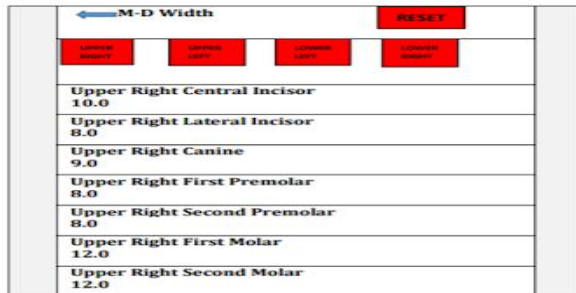 M-D Width
RESET
UPPER RIGHT
UPPER LEFT
LOWER LEFT
LOWER RIGHT
Upper Right Central Incisor
10.0
Upper Right Lateral Incisor
8.0
Upper Right Canine
9.0
Upper Right First Premolar
8.0
Upper Right Second Premolar
8.0
Upper Right First Molar
12.0
Upper Right Second Molar
12.0